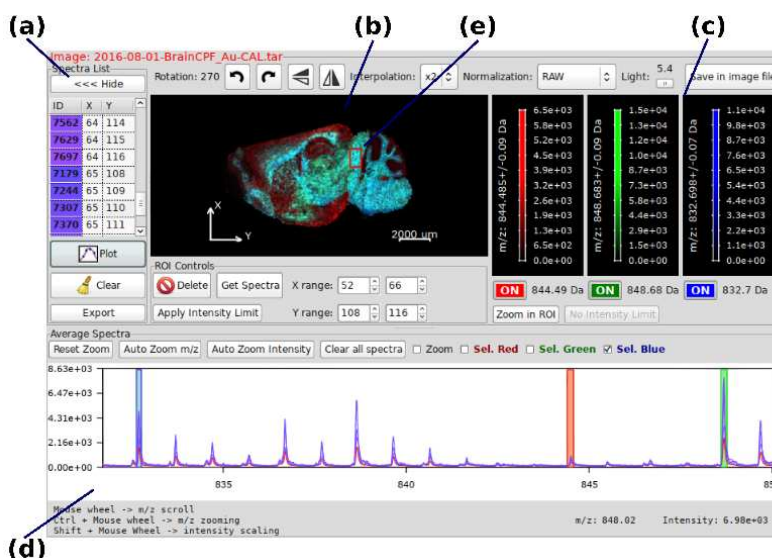 (a) (b) (e) (c)
Image: 2016-08-01-BrainCPF_Au-CAL.tar
Spectra List
<<< Hide
Rotation: 270 Interpolation: x2 Normalization: RAW Light: 5.4 Save in image file
ID X Y
7562 64 114
7629 64 115
7697 64 116
7179 65 108
7244 65 109
7307 65 110
7370 65 111
X
Y
2000 um
m/z: 844.485+/-0.09 Da
6.5e+03
5.8e+03
5.2e+03
4.5e+03
3.9e+03
3.2e+03
2.6e+03
1.9e+03
1.3e+03
6.5e+02
0.0e+00
m/z: 848.683+/-0.09 Da
1.5e+04
1.3e+04
1.2e+04
1.0e+04
8.7e+03
7.3e+03
5.8e+03
4.4e+03
2.9e+03
1.5e+03
0.0e+00
m/z: 832.698+/-0.07 Da
1.1e+04
9.8e+03
8.7e+03
7.6e+03
6.5e+03
5.4e+03
4.4e+03
3.3e+03
2.2e+03
1.1e+03
0.0e+00
Plot
Clear
Export
ROI Controls
Delete Get Spectra X range: 52 66
Apply Intensity Limit Y range: 108 116
ON 844.49 Da ON 848.68 Da ON 832.7 Da
Zoom in ROI No Intensity Limit
Average Spectra
Reset Zoom Auto Zoom m/z Auto Zoom Intensity Clear all spectra Zoom Sel. Red Sel. Green Sel. Blue
8.63e+03
6.47e+03
4.31e+03
2.16e+03
0.00e+00
835 840 845 85
Mouse wheel -> m/z scroll
Ctrl + Mouse wheel -> m/z zooming
Shift + Mouse Wheel -> intensity scaling
m/z: 848.02 Intensity: 6.98e+03
(d)